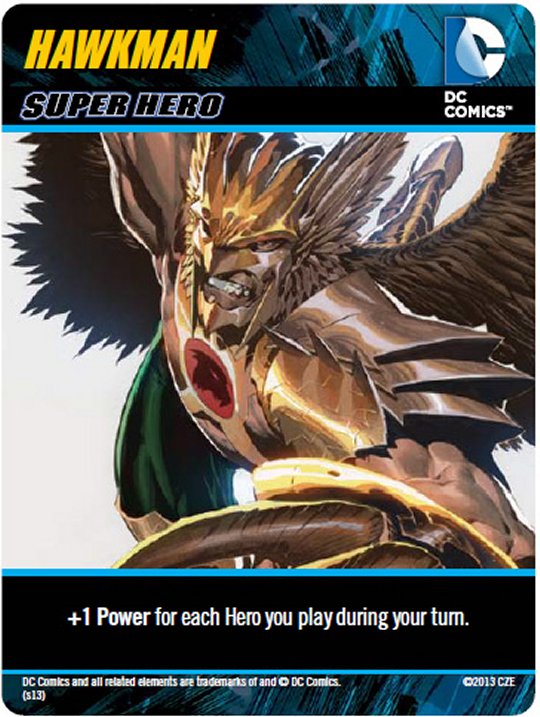 HAWKMAN
SUPER HERO
DC
COMICS™
+1 Power for each Hero you play during your turn.
DC Comics and all related elements are trademarks of and © DC Comics.
(s13)
©2013 CZE